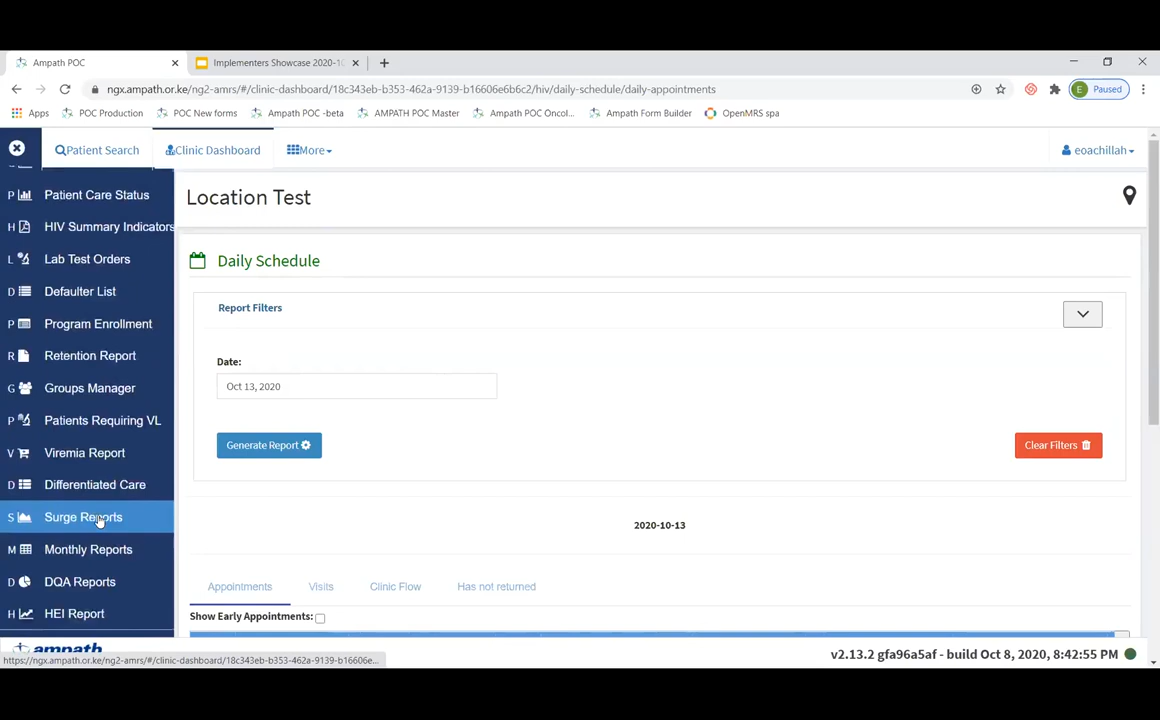 Ampath POC
Implementers Showcase 2020-10
ngx.ampath.or.ke/ng2-amrs/#/clinic-dashboard/18c343eb-b353-462a-9139-b16606e6b6c2/hiv/daily-schedule/daily-appointments
E Paused
Apps POC Production POC New forms Ampath POC -beta AMPATH POC Master Ampath POC Oncol... Ampath Form Builder OpenMRS spa
Patient Search Clinic Dashboard More eoachillah
P Patient Care Status
H HIV Summary Indicators
L Lab Test Orders
D Defaulter List
P Program Enrollment
R Retention Report
G Groups Manager
P Patients Requiring VL
V Viremia Report
D Differentiated Care
S Surge Reports
M Monthly Reports
D DQA Reports
H HEI Report
ampath
Location Test
Daily Schedule
Report Filters
Date:
Oct 13, 2020
Generate Report Clear Filters
2020-10-13
Appointments Visits Clinic Flow Has not returned
Show Early Appointments:
https://ngx.ampath.or.ke/ng2-amrs/#/clinic-dashboard/18c343eb-b353-462a-9139-b16606e...
v2.13.2 gfa96a5af - build Oct 8, 2020, 8:42:55 PM